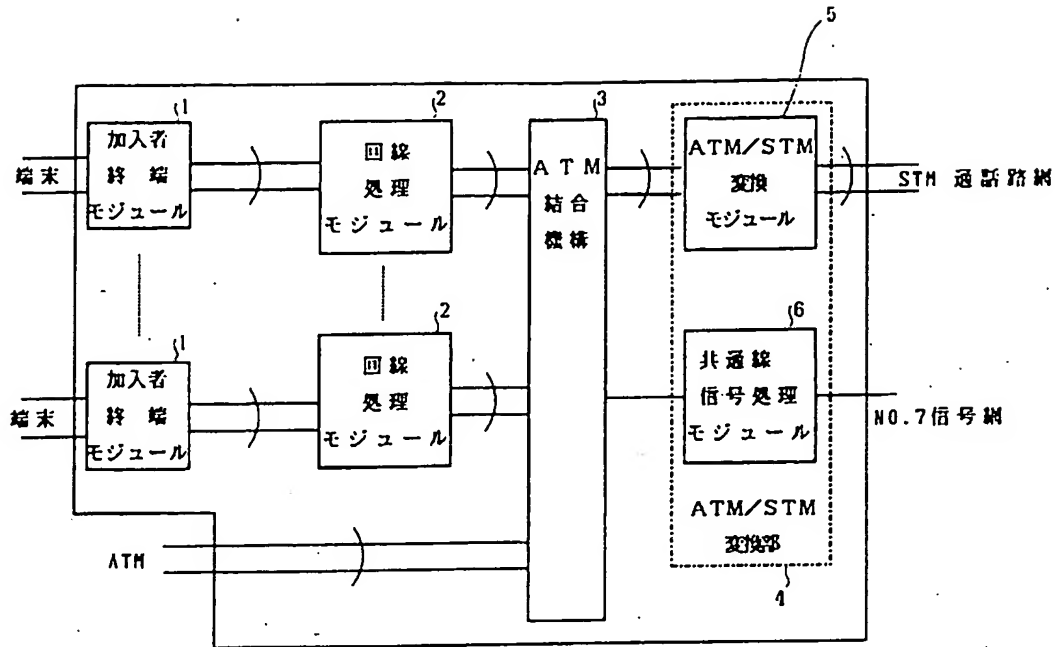 5
1
加入者
終端
モジュール
端末
2
回線
処理
モジュール
3
ATM
結合
機構
ATM/STM
変換
モジュール
STM 通話路網
1
加入者
終端
モジュール
端末
2
回線
処理
モジュール
6
共通線
信号処理
モジュール
NO.7信号網
ATM/STM
変換部
4
ATM